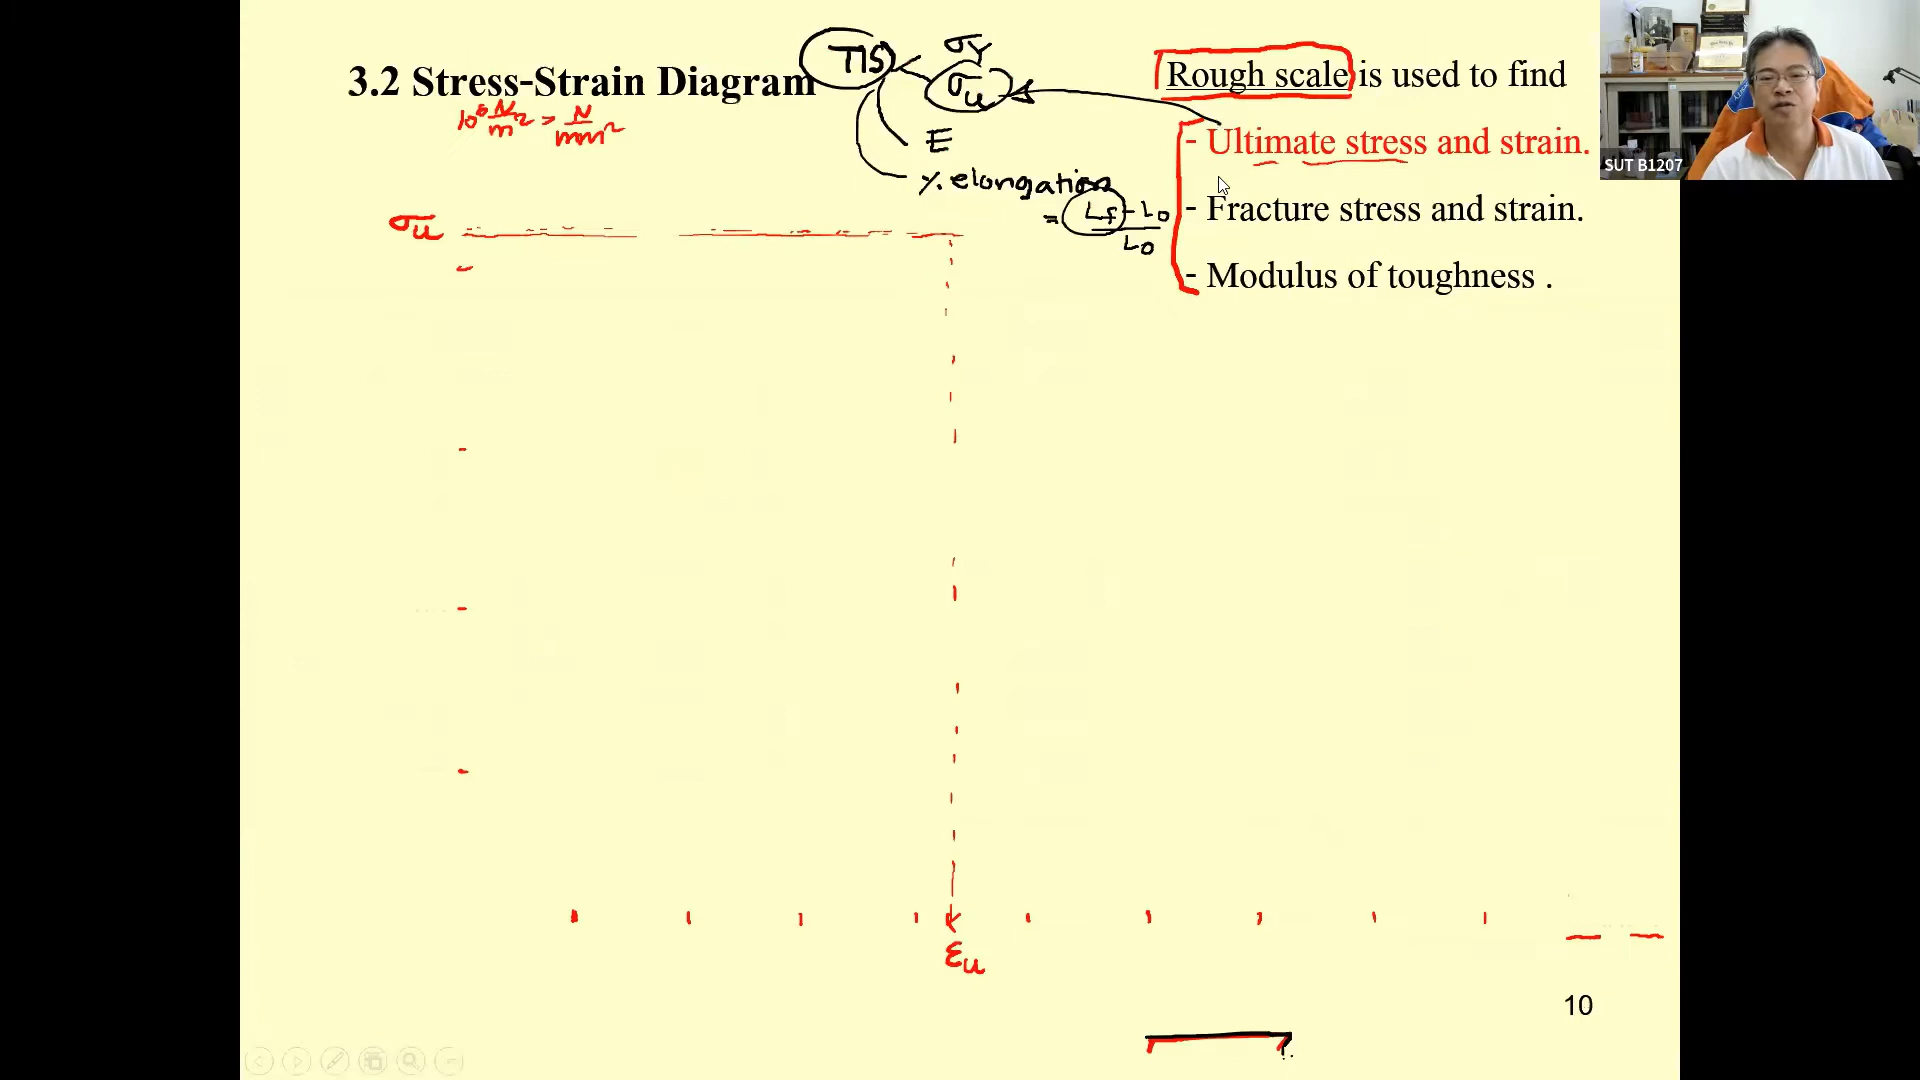 3.2 Stress-Strain Diagram
10⁶ N/m² > N/mm²
TIS
σy
σu
E
% elongation
= Lf - Lo / Lo
Rough scale is used to find
- Ultimate stress and strain.
- Fracture stress and strain.
- Modulus of toughness .
SUT B1207
σu
εu
10